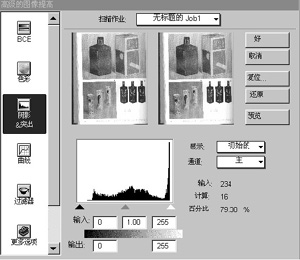 高级的图像提高
BCE
色彩
阴影
&突出
曲线
过滤器
更多选项
扫描作业:
无标题的 Job1
好
取消
复位
还原
预览
显示:
初始的
通道:
主
输入: 234
计算 16
百分比 79.30 %
输入: 0 1.00 255
输出: 0 255